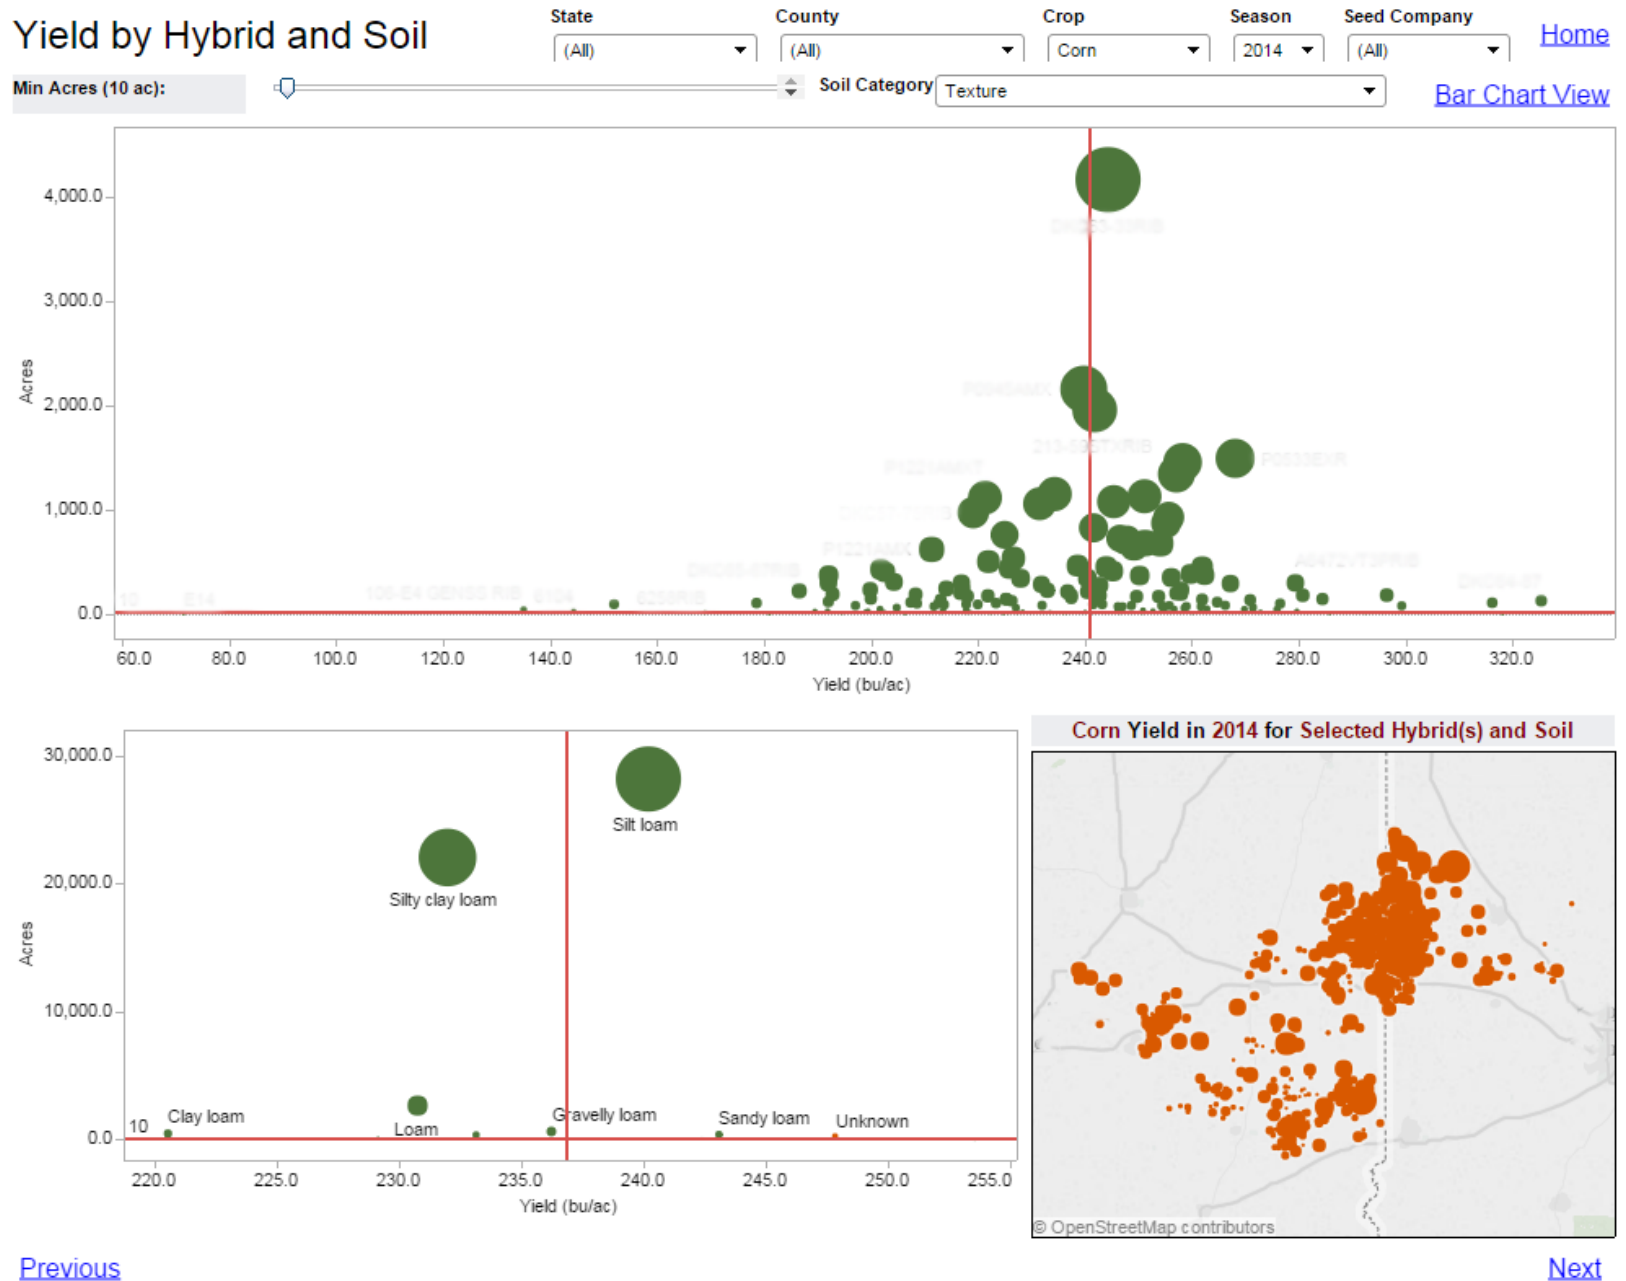 Yield by Hybrid and Soil
State County Crop Season Seed Company
(All) (All) Corn 2014 (All)
Home
Min Acres (10 ac):
Soil Category Texture
Bar Chart View
Acres
4,000.0
3,000.0
2,000.0
1,000.0
0.0
P1221AMX
E14
10
60.0 80.0 100.0 120.0 140.0 160.0 180.0 200.0 220.0 240.0 260.0 280.0 300.0 320.0
Yield (bu/ac)
Acres
30,000.0
20,000.0
10,000.0
0.0
Silt loam
Silty clay loam
10
Clay loam
Loam
Gravelly loam
Sandy loam
Unknown
220.0 225.0 230.0 235.0 240.0 245.0 250.0 255.0
Yield (bu/ac)
Corn Yield in 2014 for Selected Hybrid(s) and Soil
© OpenStreetMap contributors
Previous
Next